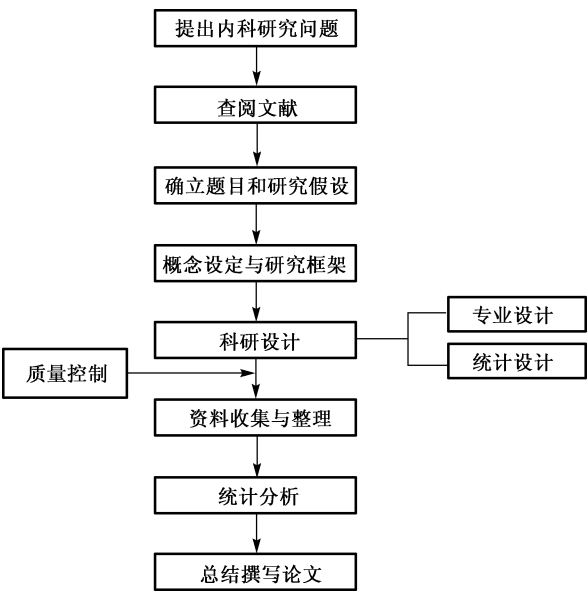 提出内科研究问题
查阅文献
确立题目和研究假设
概念设定与研究框架
科研设计
专业设计
统计设计
质量控制
资料收集与整理
统计分析
总结撰写论文